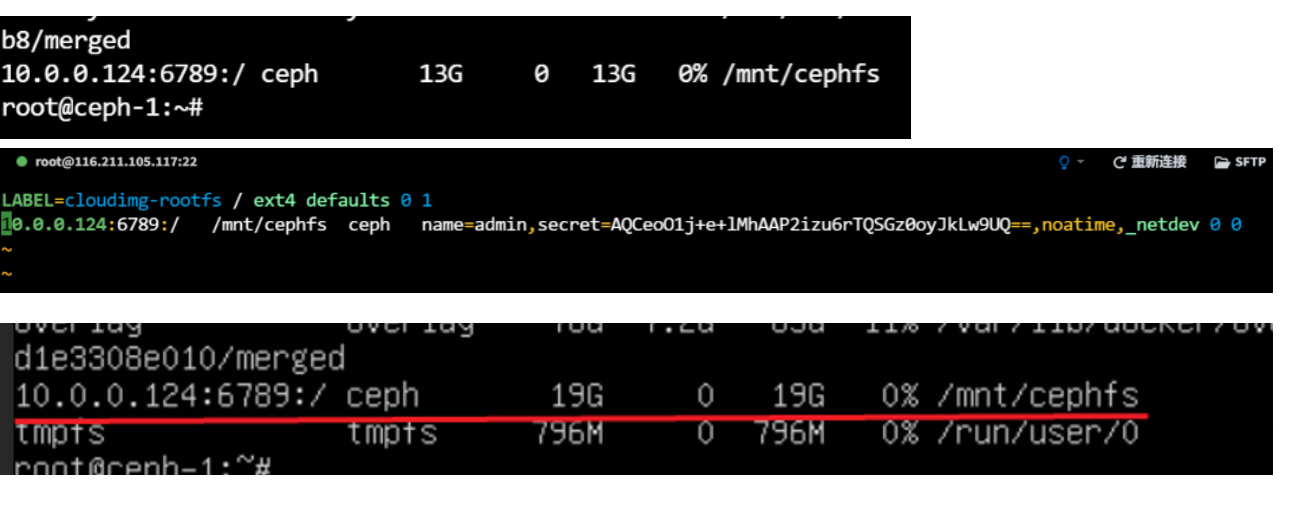 b8/merged
10.0.0.124:6789:/ ceph 13G 0 13G 0% /mnt/cephfs
root@ceph-1:~#
root@116.211.105.117:22 重新连接 SFTP
LABEL=cloudimg-rootfs / ext4 defaults 0 1
10.0.0.124:6789:/ /mnt/cephfs ceph name=admin,secret=AQCeoO1j+e+lMhAAP2izu6rTQSGz0oyJkLw9UQ==,noatime,_netdev 0 0
~
~
overlay overlay 11% /var/lib/docker/ov
d1e3308e010/merged
10.0.0.124:6789:/ ceph 19G 0 19G 0% /mnt/cephfs
tmpfs tmpfs 796M 0 796M 0% /run/user/0
root@ceph-1:~#